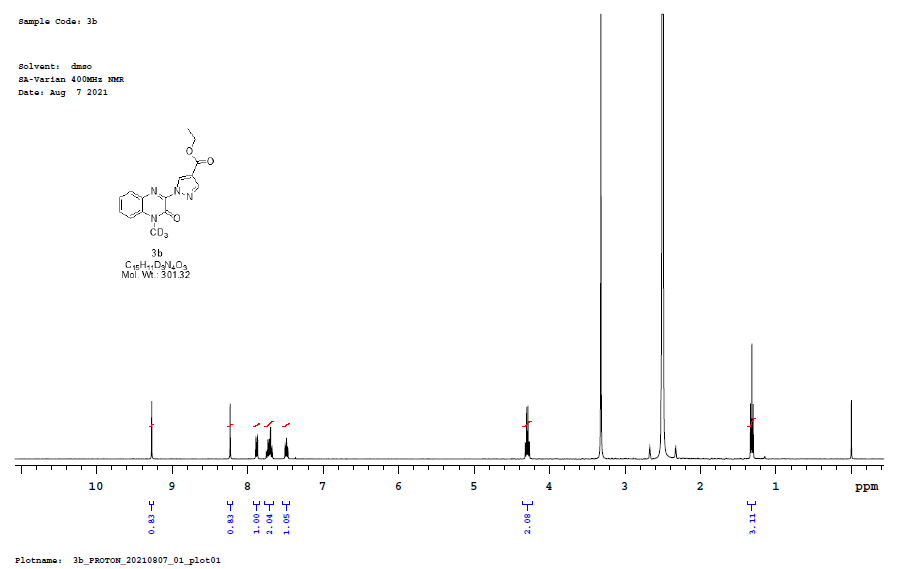 Sample Code: 3b
Solvent: dmso
SA-Varian 400MHz NMR
Date: Aug 7 2021
O
O
N
N
N
N
O
CD3
3b
C15H11D3N4O3
Mol. Wt.: 301.32
10 9 8 7 6 5 4 3 2 1 ppm
0.83 0.83 1.00 2.04 1.05 2.08 3.11
Plotname: 3b_PROTON_20210807_01_plot01